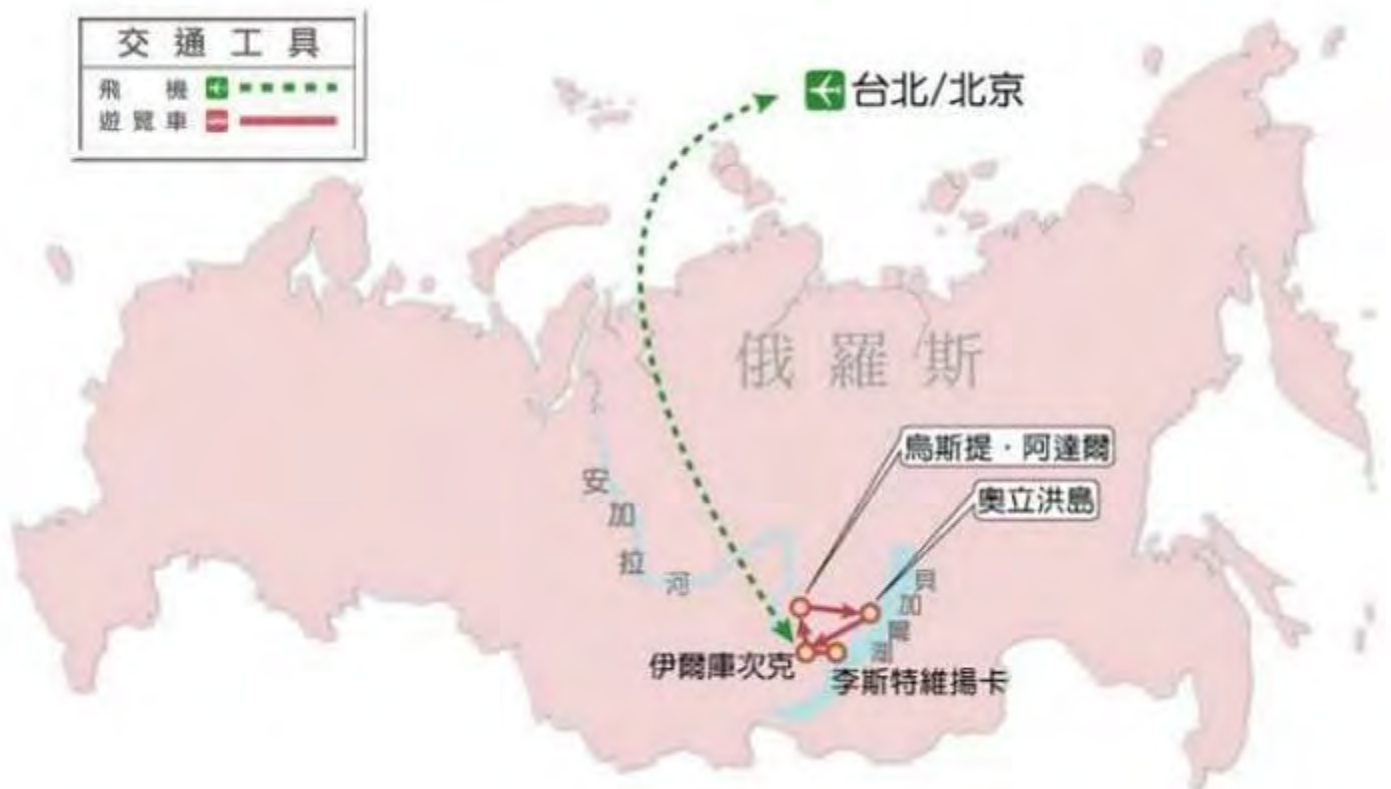 交通工具
飛機
遊覽車
台北/北京
俄羅斯
烏斯提·阿達爾
奧立洪島
安加拉河
貝加爾湖
伊爾庫次克
李斯特維揚卡